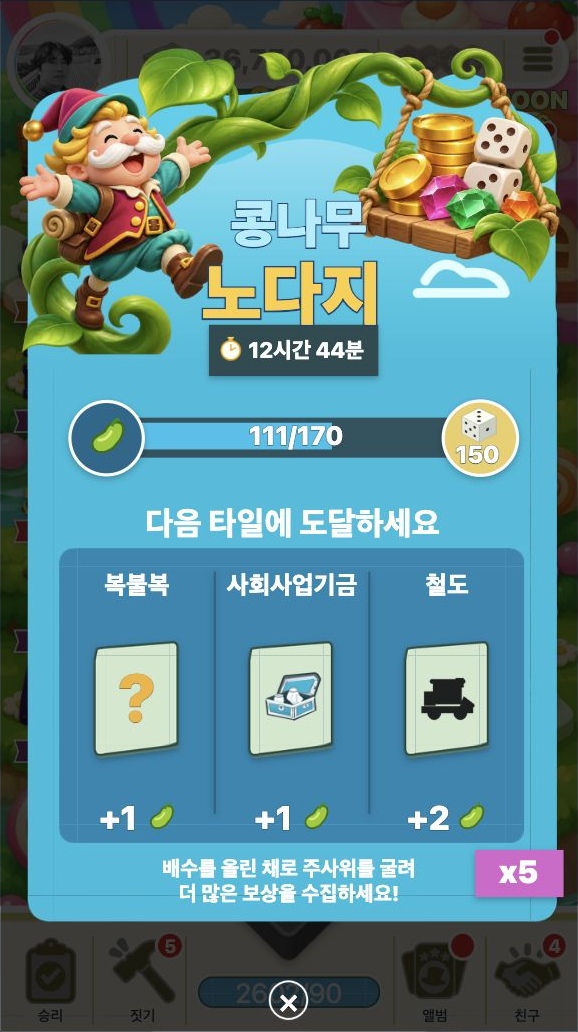 콩나무
노다지
12시간 44분
111/170
150
다음 타일에 도달하세요
복불복
사회사업기금
철도
?
+1
+1
+2
배수를 올린 채로 주사위를 굴려
더 많은 보상을 수집하세요!
x5
5
4
승리
짓기
앨범
친구